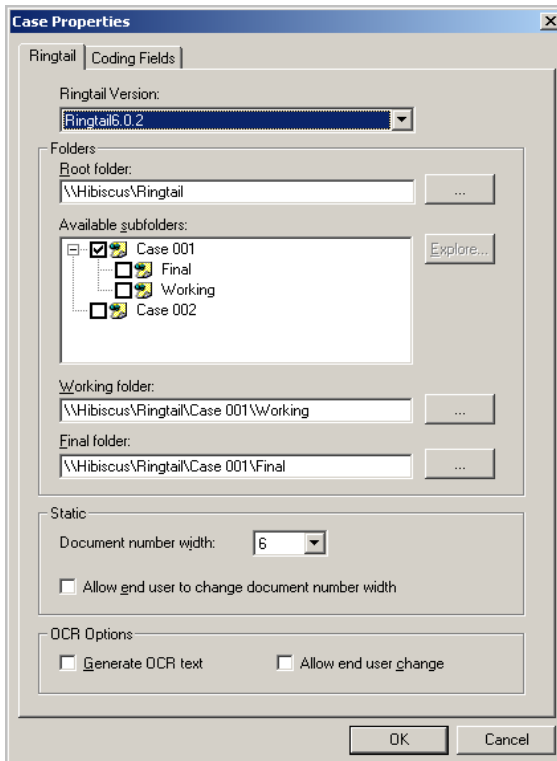 Case Properties
Ringtail Coding Fields
Ringtail Version:
Ringtail6.0.2
Folders
Root folder:
\\Hibiscus\Ringtail
...
Available subfolders:
Case 001
Explore...
Final
Working
Case 002
Working folder:
\\Hibiscus\Ringtail\Case 001\Working
...
Final folder:
\\Hibiscus\Ringtail\Case 001\Final
...
Static
Document number width: 6
Allow end user to change document number width
OCR Options
Generate OCR text Allow end user change
OK Cancel